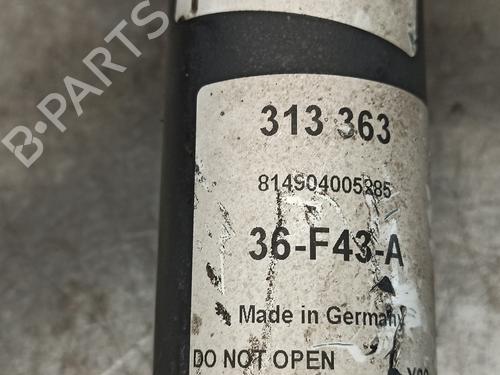 B-PARTS
313 363
814904005285
36-F43-A
Made in Germany
DO NOT OPEN